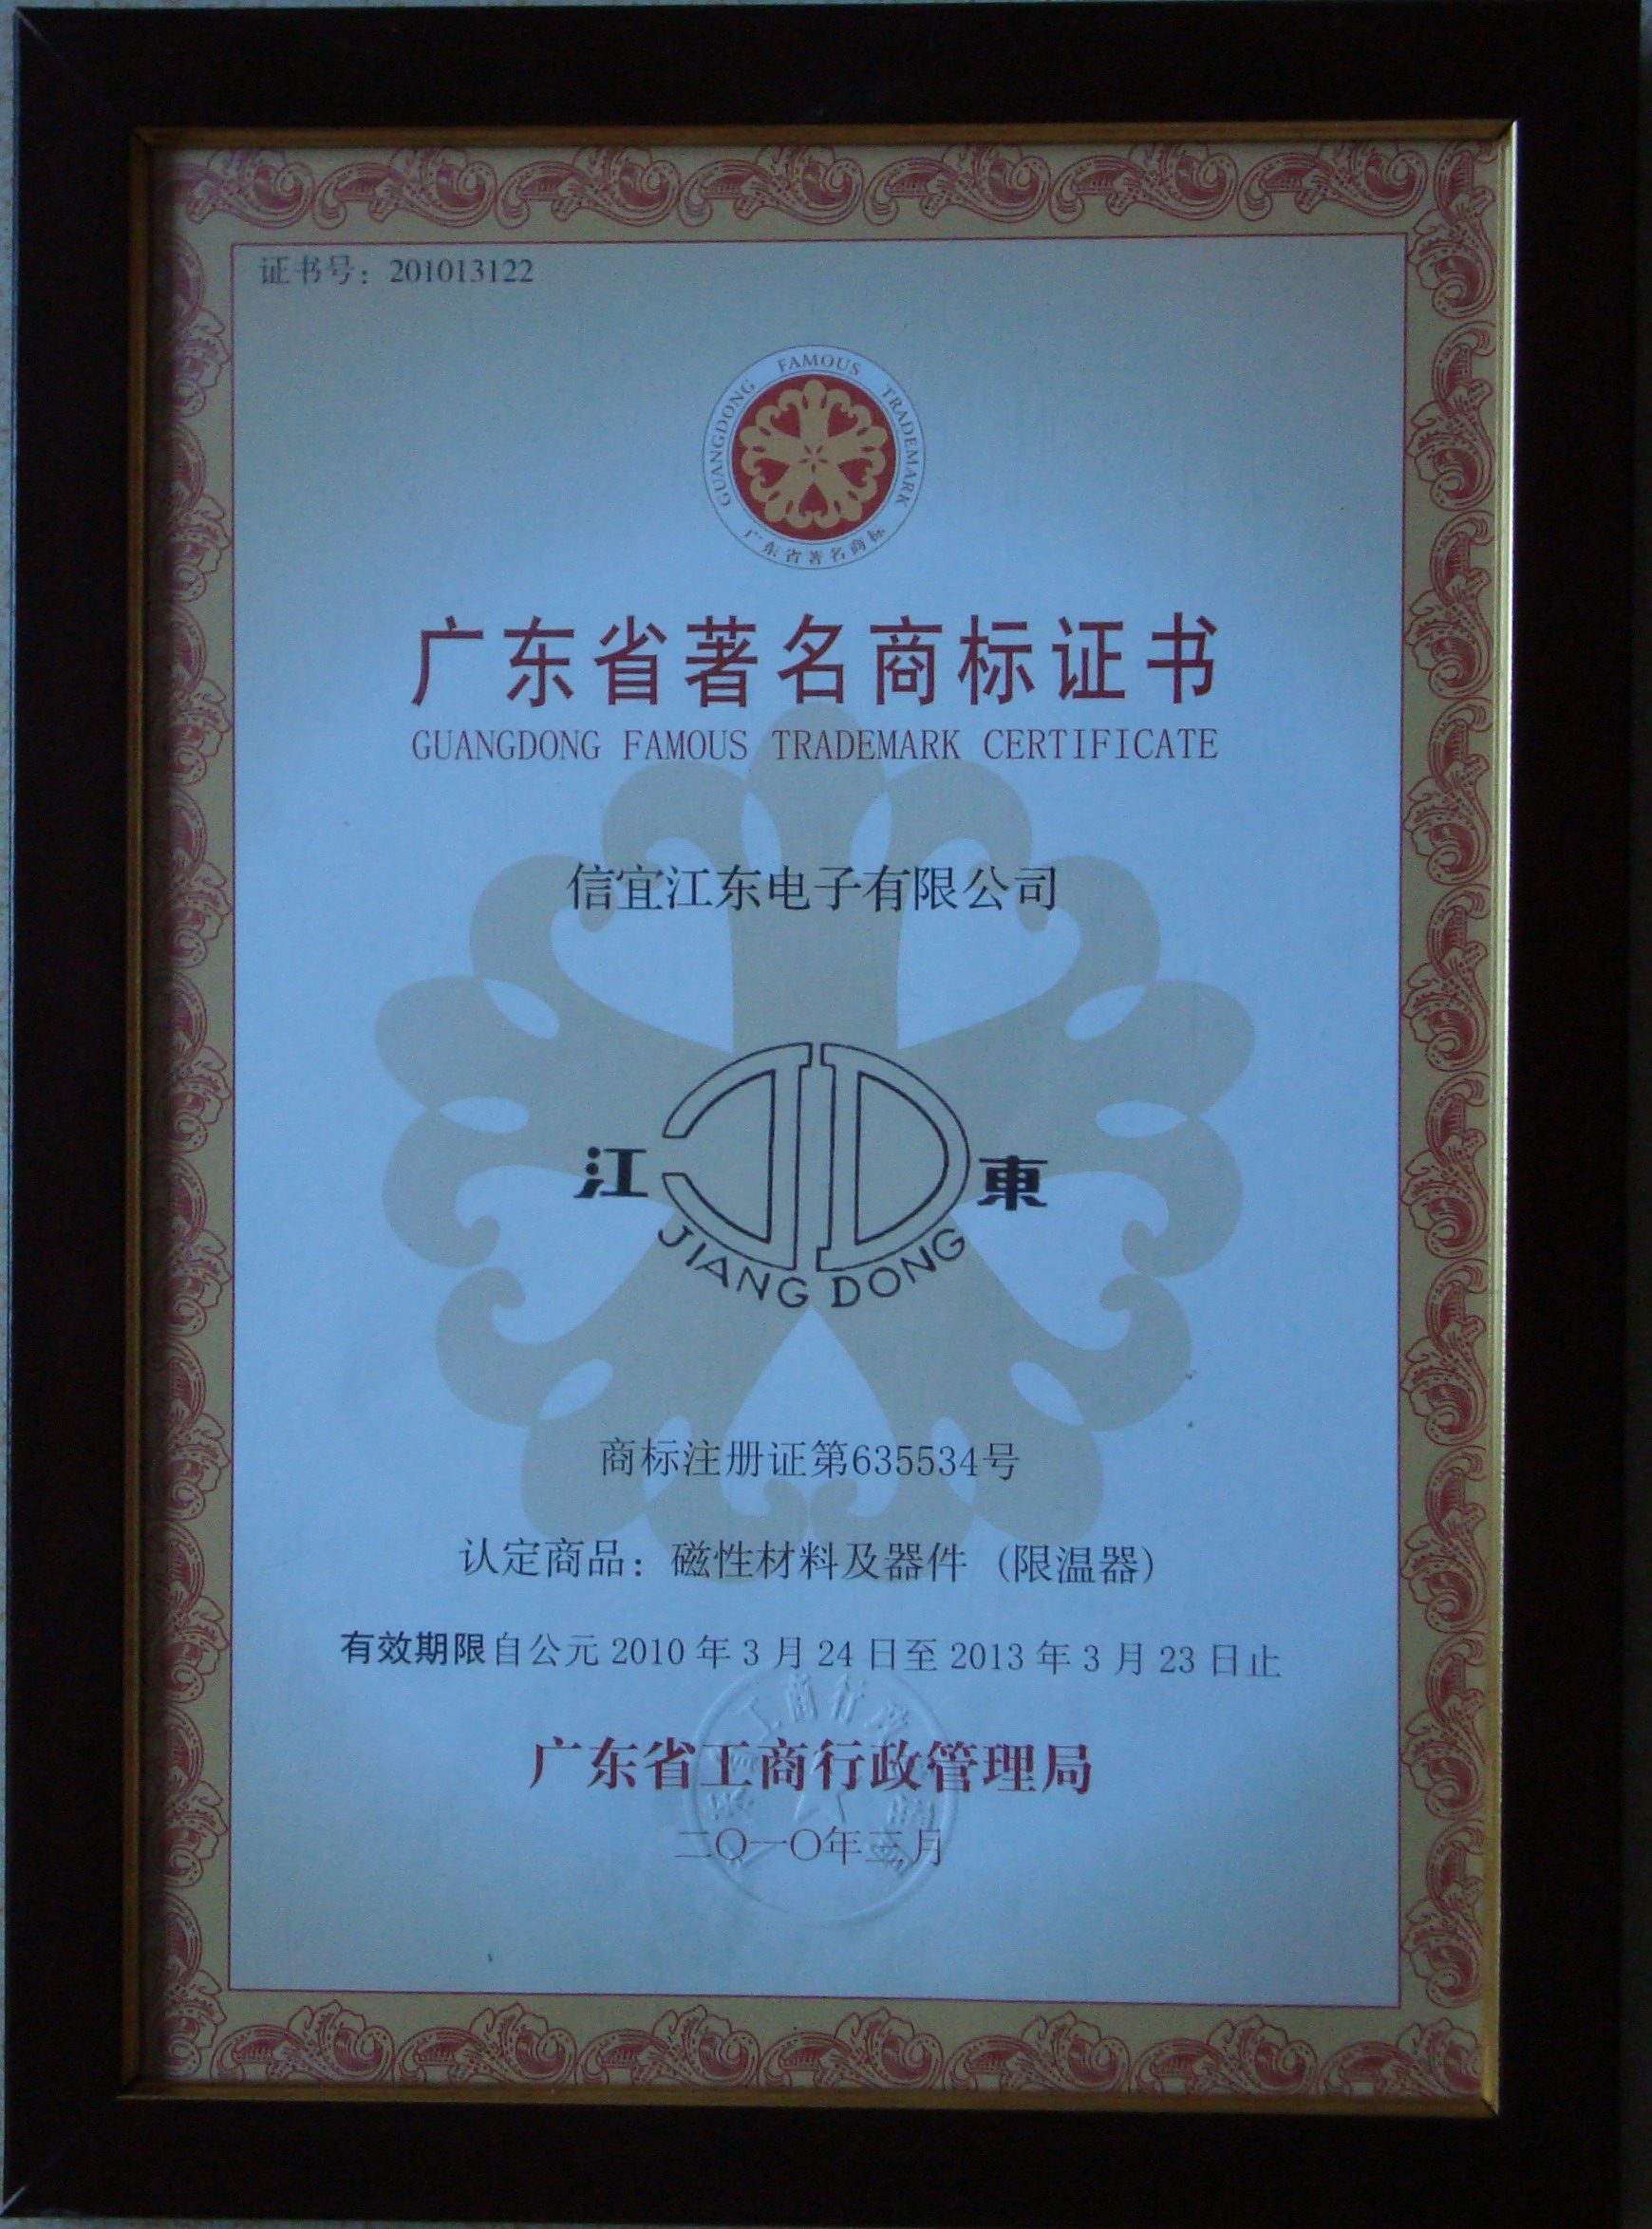 证书号：201013122
GUANGDONG FAMOUS TRADEMARK
广东省著名商标
广东省著名商标证书
GUANGDONG FAMOUS TRADEMARK CERTIFICATE
信宜江东电子有限公司
江 JD 東
JIANG DONG
商标注册证第635534号
认定商品：磁性材料及器件（限温器）
有效期限自公元 2010 年 3 月 24 日至 2013 年 3 月 23 日止
广东省工商行政管理局
二〇一〇年三月